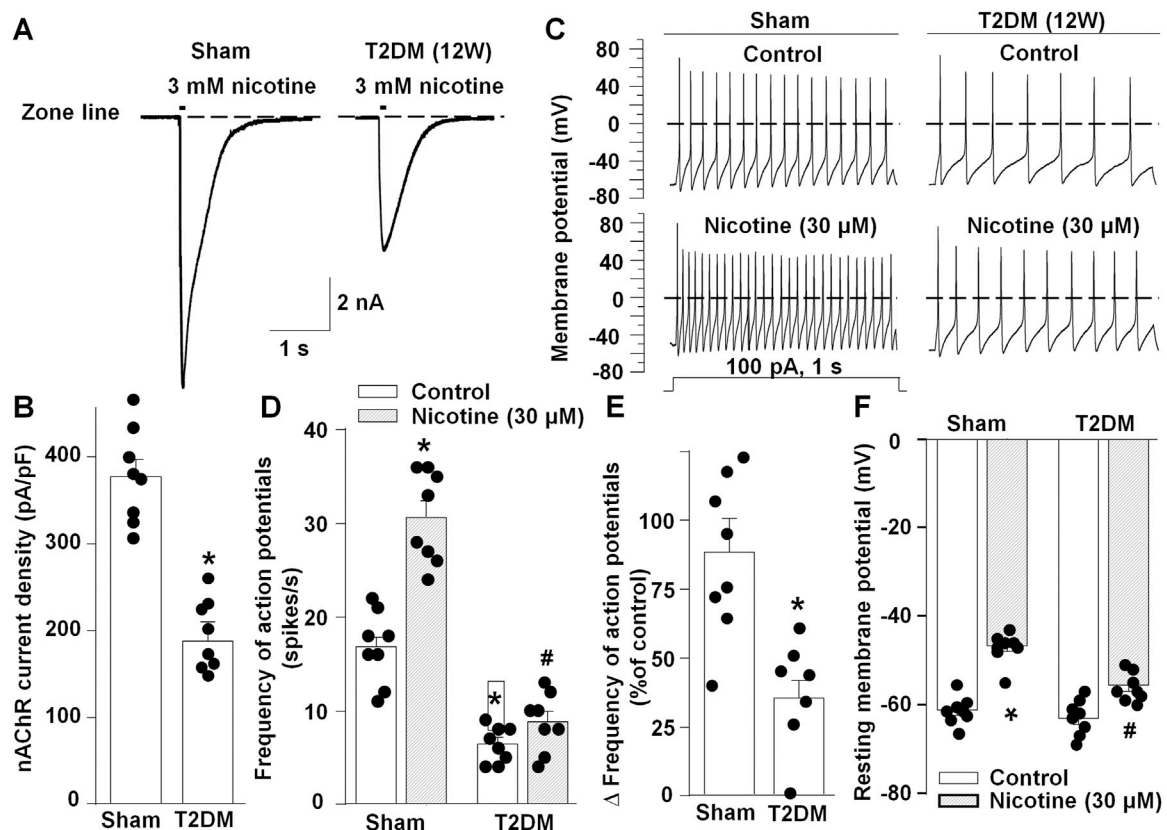 A
Sham
T2DM (12W)
3 mM nicotine
3 mM nicotine
Zone line
2 nA
1 s
C
Sham
T2DM (12W)
Control
Control
Membrane potential (mV)
80
40
0
-40
-80
Nicotine (30 µM)
Nicotine (30 µM)
80
40
0
-40
-80
100 pA, 1 s
B
nAChR current density (pA/pF)
400
300
200
100
0
*
Sham
T2DM
D
Control
Nicotine (30 µM)
Frequency of action potentials
(spikes/s)
40
30
20
10
0
*
*
#
Sham
T2DM
E
Δ Frequency of action potentials
(%of control)
100
75
50
25
0
*
Sham
T2DM
F
Sham
T2DM
Resting membrane potential (mV)
0
-20
-40
-60
-80
*
#
Control
Nicotine (30 µM)